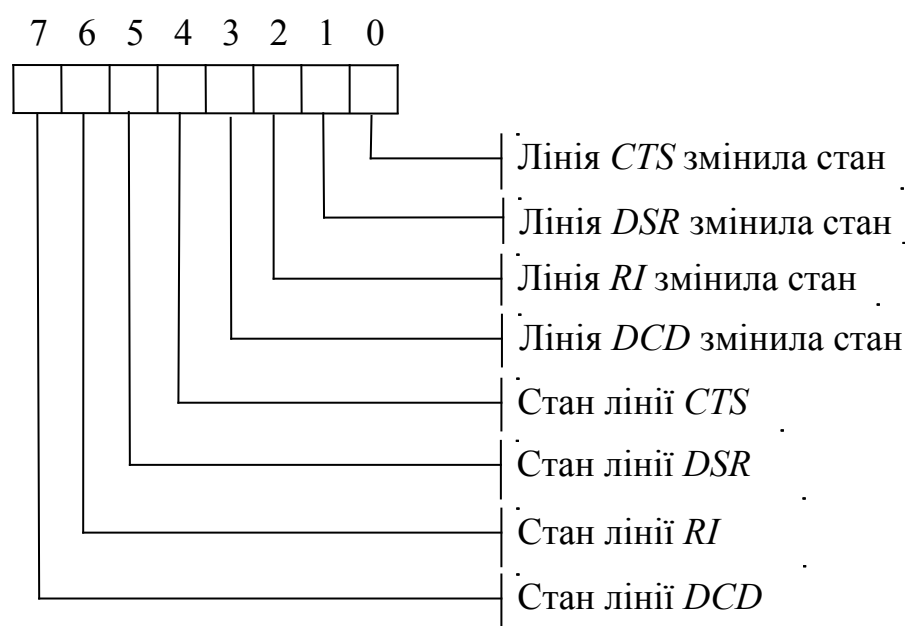 7 6 5 4 3 2 1 0
Лінія CTS змінила стан
Лінія DSR змінила стан
Лінія RI змінила стан
Лінія DCD змінила стан
Стан лінії CTS
Стан лінії DSR
Стан лінії RI
Стан лінії DCD